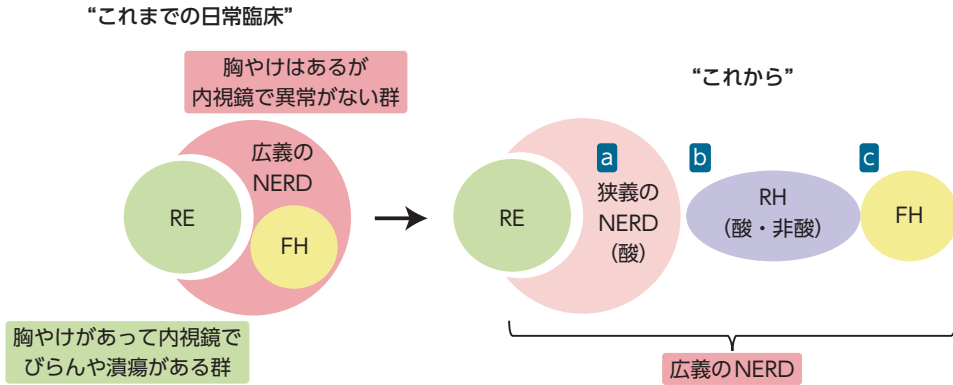 “これまでの日常臨床”
胸やけはあるが
内視鏡で異常がない群
広義の
NERD
RE
FH
胸やけがあって内視鏡で
びらんや潰瘍がある群
“これから”
a
b
c
RE
狭義の
NERD
（酸）
RH
（酸・非酸）
FH
広義のNERD